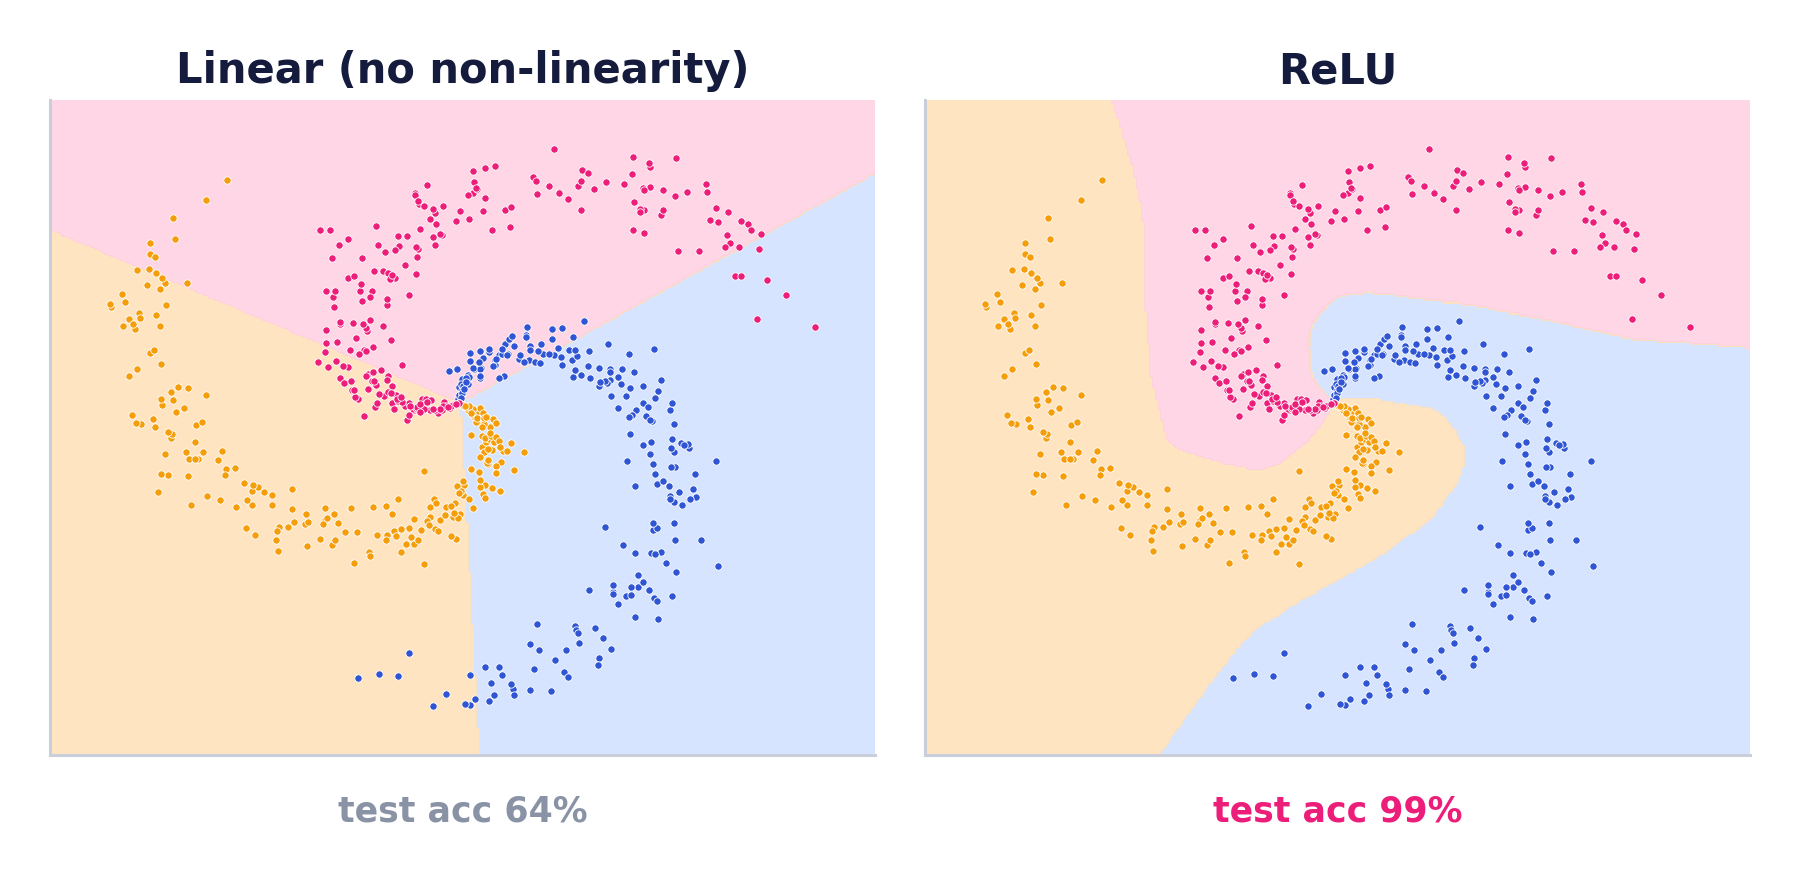 Linear (no non-linearity)
ReLU
test acc 64%
test acc 99%